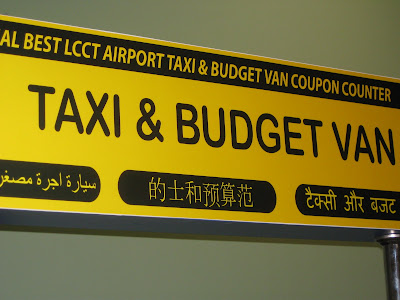 AL BEST LCCT AIRPORT TAXI & BUDGET VAN COUPON COUNTER
TAXI & BUDGET VAN
سيارة اجرة مصغر
的士和预算范
टैक्सी और बजट